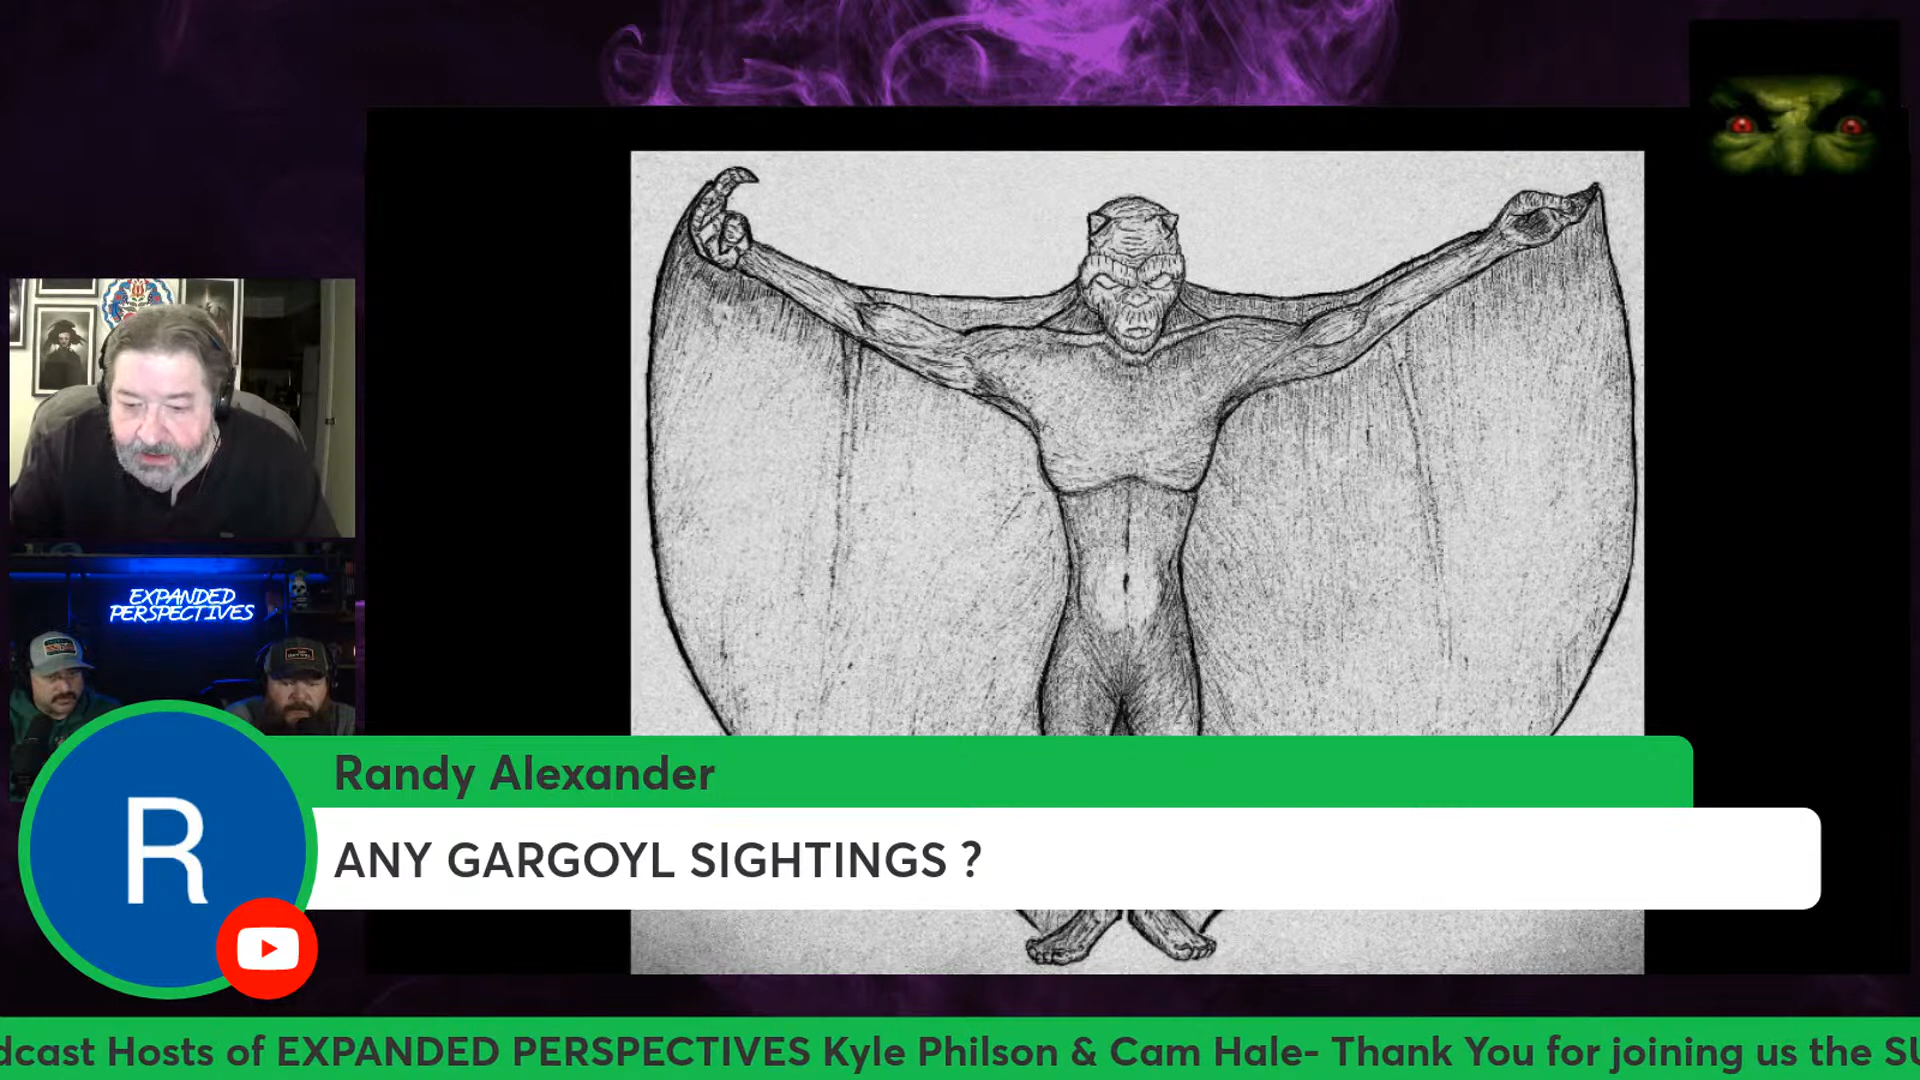 EXPANDED
PERSPECTIVES
Randy Alexander
R
ANY GARGOYL SIGHTINGS ?
dcast Hosts of EXPANDED PERSPECTIVES Kyle Philson & Cam Hale- Thank You for joining us the SU